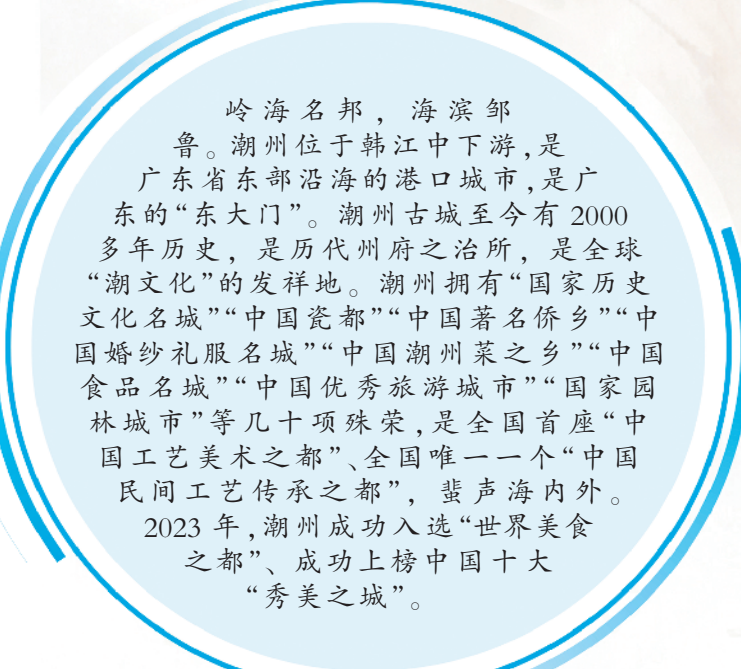 岭海名邦，海滨邹
鲁。潮州位于韩江中下游,是
广东省东部沿海的港口城市,是广
东的“东大门”。潮州古城至今有 2000
多年历史，是历代州府之治所，是全球
“潮文化”的发祥地。潮州拥有“国家历史
文化名城”“中国瓷都”“中国著名侨乡”“中
国婚纱礼服名城”“中国潮州菜之乡”“中国
食品名城”“中国优秀旅游城市”“国家园
林城市”等几十项殊荣,是全国首座“中
国工艺美术之都”、全国唯一一个“中国
民间工艺传承之都”，蜚声海内外。
2023 年,潮州成功入选“世界美食
之都”、成功上榜中国十大
“秀美之城”。